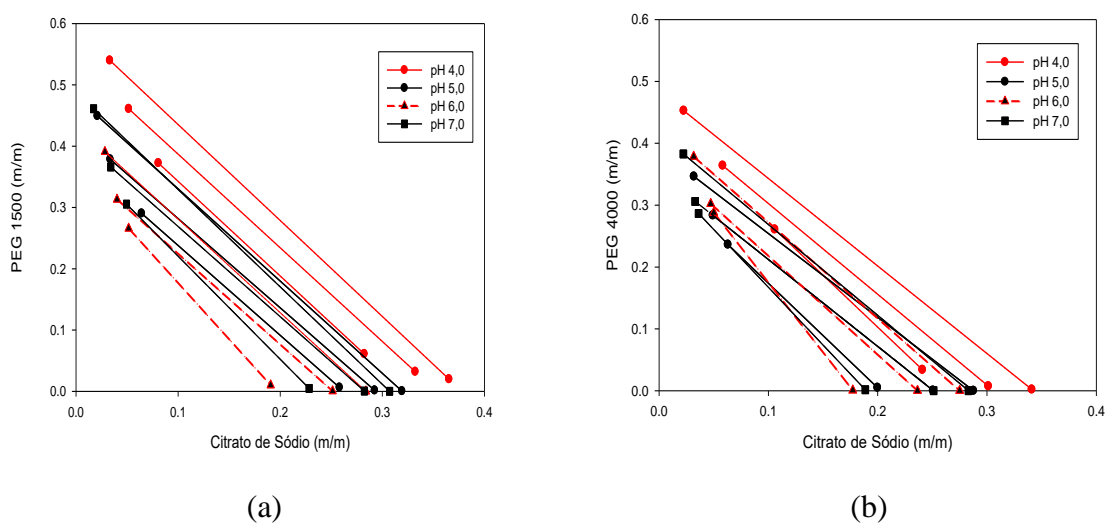 0.6
0.5
0.4
0.3
0.2
0.1
0.0
PEG 1500 (m/m)
pH 4,0
pH 5,0
pH 6,0
pH 7,0
0.0 0.1 0.2 0.3 0.4
Citrato de Sódio (m/m)
(a)
0.6
0.5
0.4
0.3
0.2
0.1
0.0
PEG 4000 (m/m)
pH 4,0
pH 5,0
pH 6,0
pH 7,0
0.0 0.1 0.2 0.3 0.4
Citrato de Sódio (m/m)
(b)